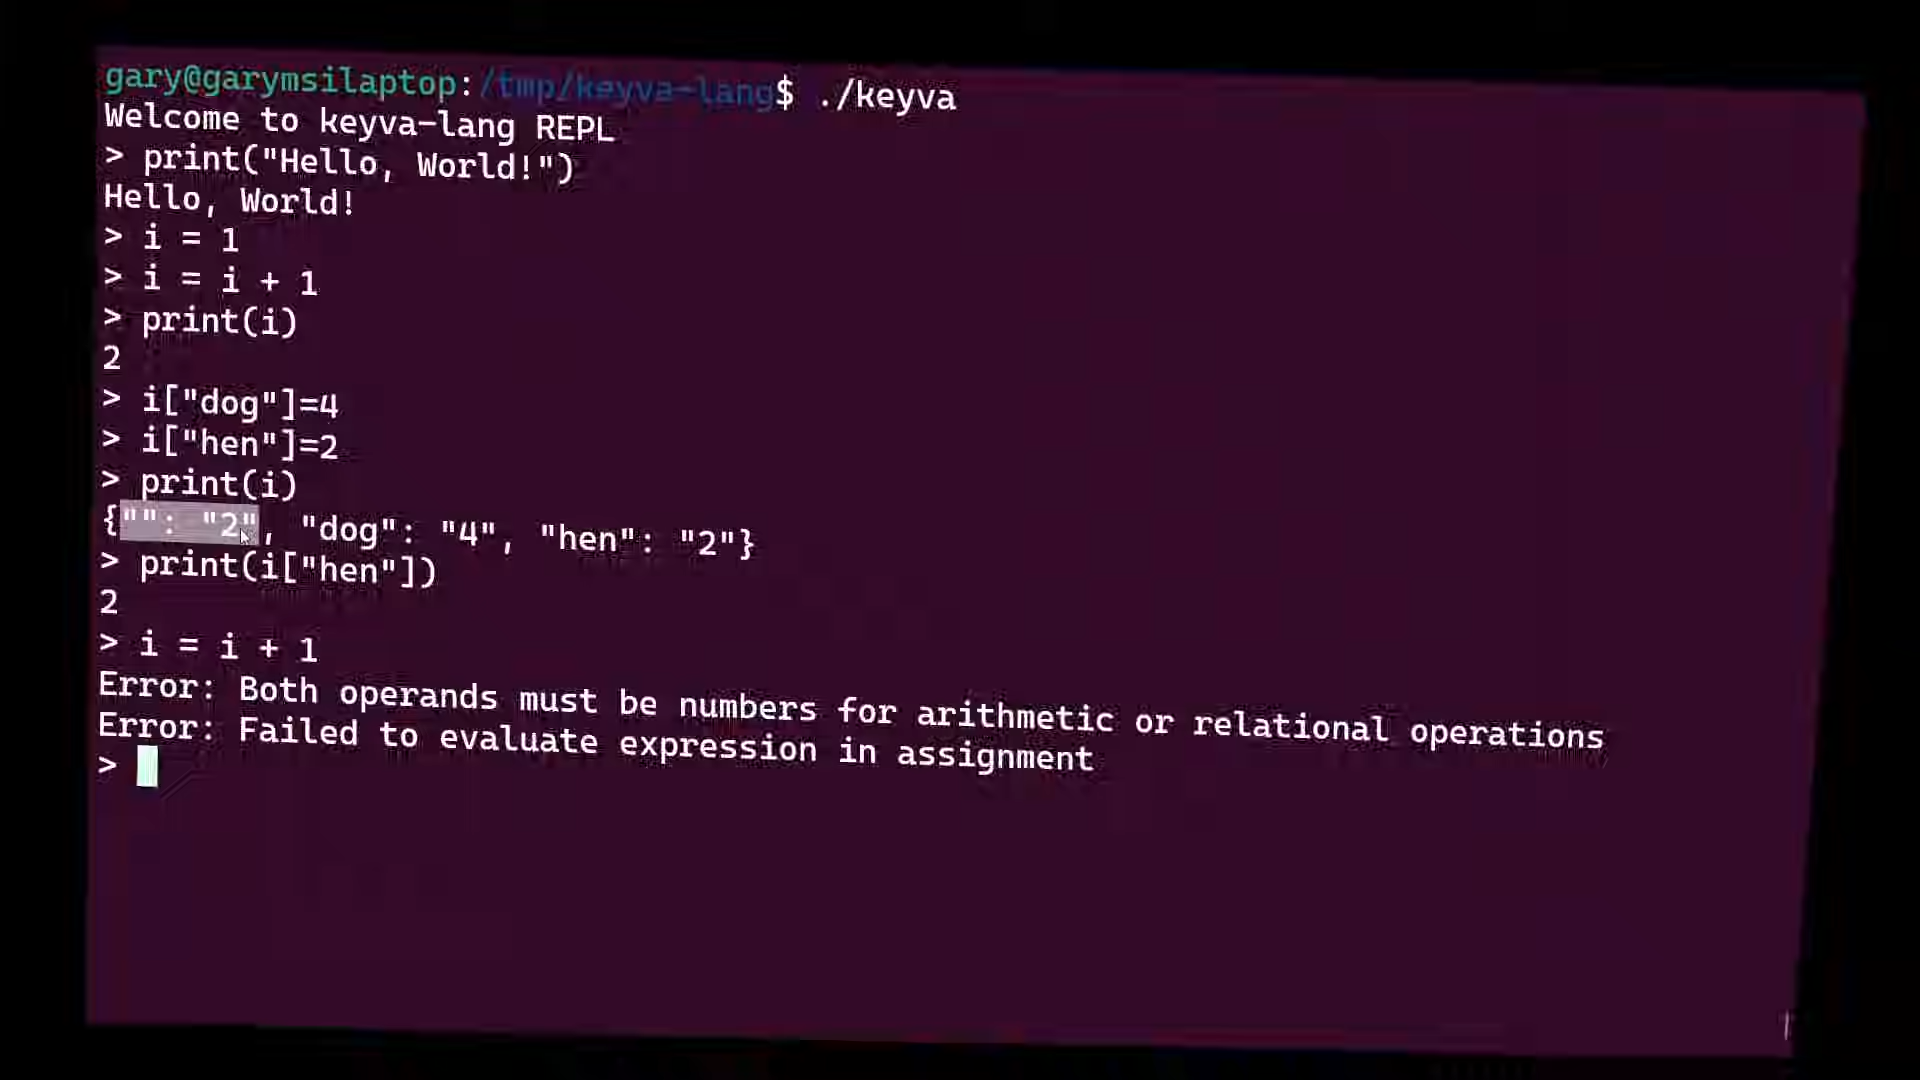 gary@garymsilaptop:/tmp/keyva-lang$ ./keyva
Welcome to keyva-lang REPL
> print("Hello, World!")
Hello, World!
> i = 1
> i = i + 1
> print(i)
2
> i["dog"]=4
> i["hen"]=2
> print(i)
{"": "2", "dog": "4", "hen": "2"}
> print(i["hen"])
2
> i = i + 1
Error: Both operands must be numbers for arithmetic or relational operations
Error: Failed to evaluate expression in assignment
>